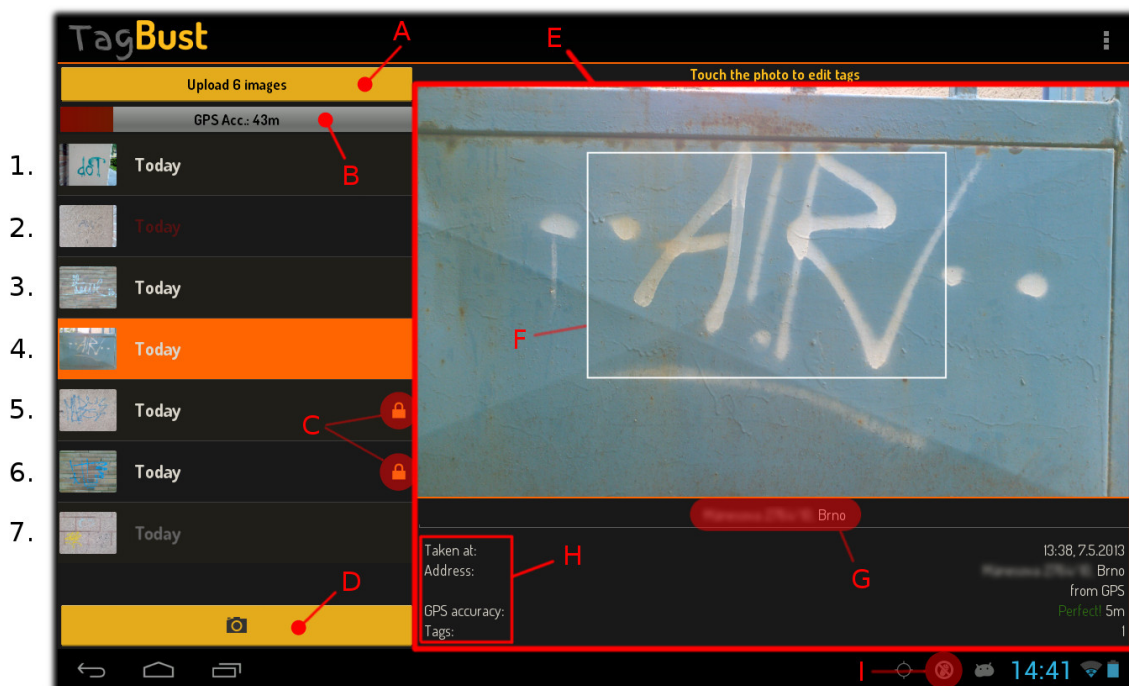 TagBust
A
E
Touch the photo to edit tags
Upload 6 images
GPS Acc.: 43m
B
1. Today
2. Today
3. Today
AIR
F
4. Today
5. Today
C
6. Today
Brno
7. Today
Taken at: 13:38, 7.5.2013
H
G
Address: Brno
from GPS
D
GPS accuracy: Perfect! 5m
Tags: 1
I
14:41